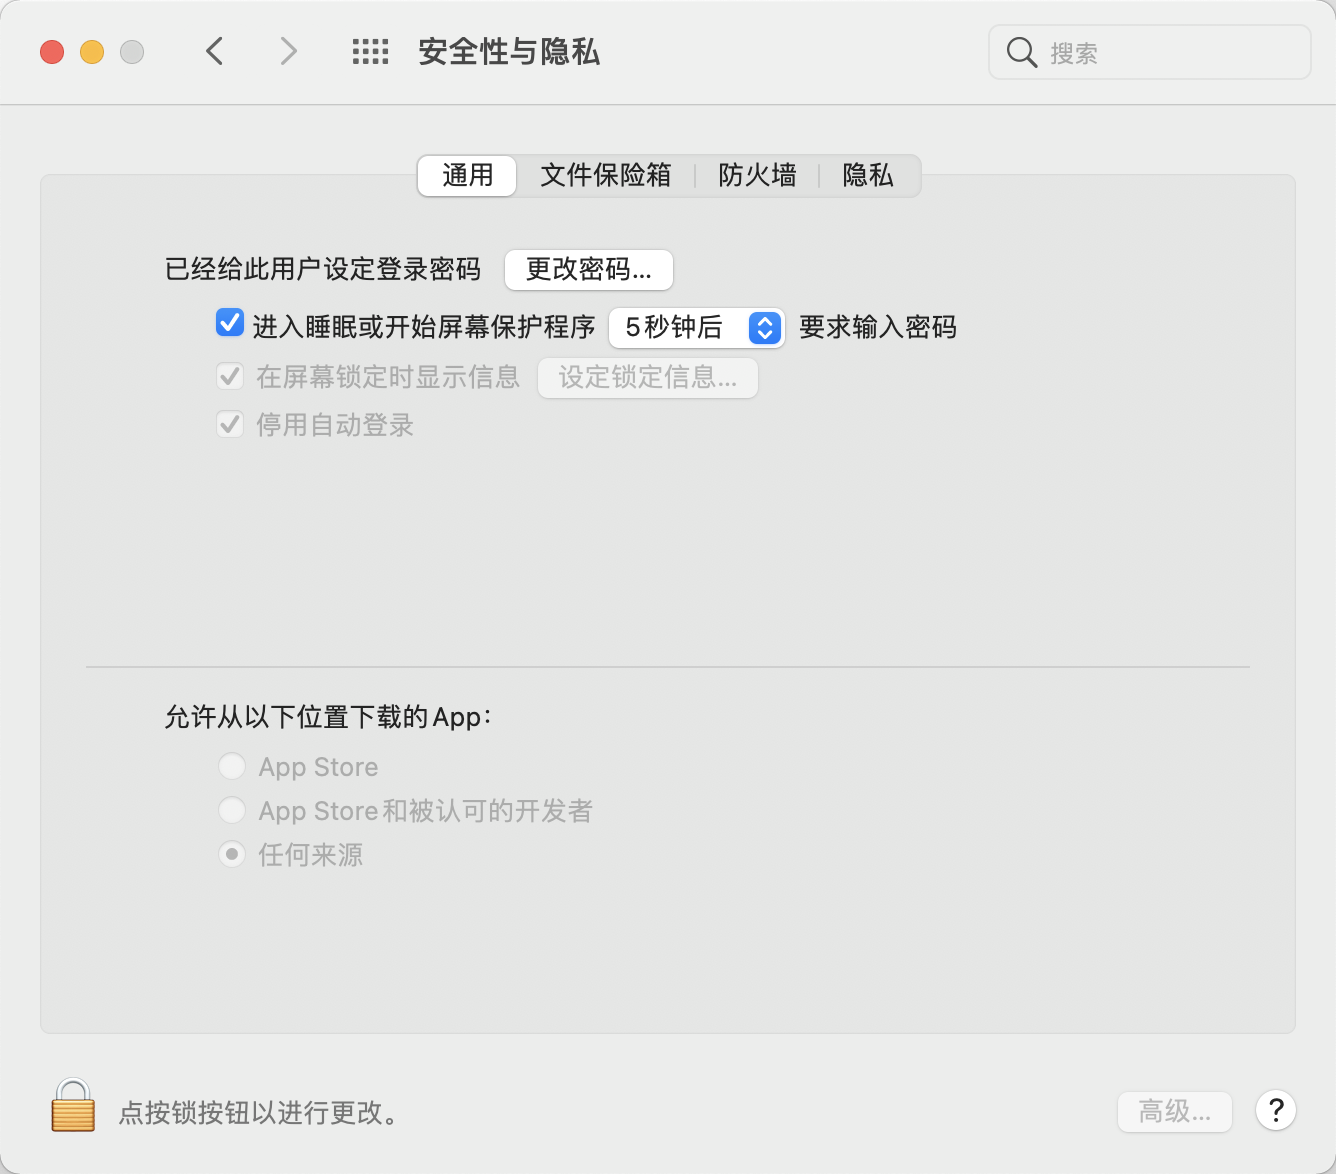 安全性与隐私 搜索
通用 文件保险箱 防火墙 隐私
已经给此用户设定登录密码 更改密码...
进入睡眠或开始屏幕保护程序 5秒钟后 要求输入密码
在屏幕锁定时显示信息 设定锁定信息...
停用自动登录
允许从以下位置下载的App：
App Store
App Store和被认可的开发者
任何来源
点按锁按钮以进行更改。 高级... ?